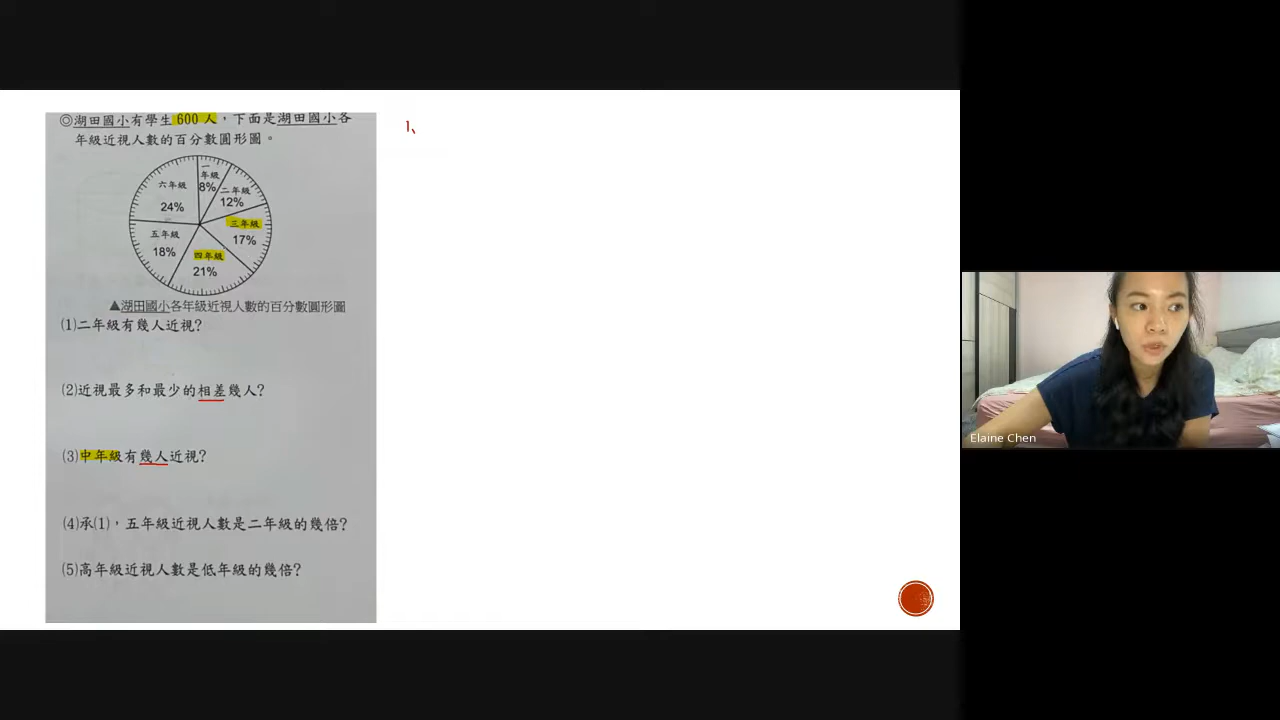 ◎湖田國小有學生600人，下面是湖田國小各
年級近視人數的百分數圓形圖。
一
年級
8%
二年級
12%
三年級
17%
四年級
21%
五年級
18%
六年級
24%
▲湖田國小各年級近視人數的百分數圓形圖
(1)二年級有幾人近視?
(2)近視最多和最少的相差幾人?
(3)中年級有幾人近視?
(4)承(1)，五年級近視人數是二年級的幾倍?
(5)高年級近視人數是低年級的幾倍?
1、
Elaine Chen